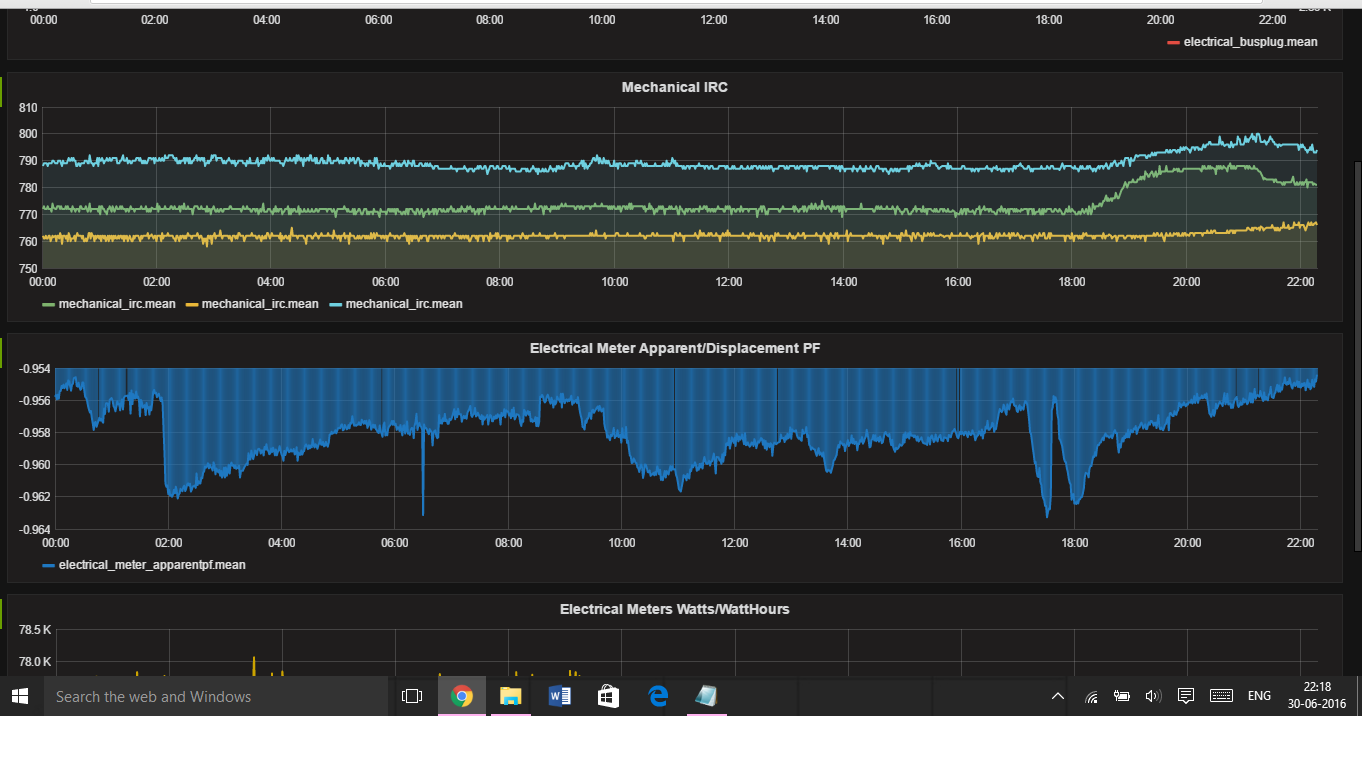 00:00 02:00 04:00 06:00 08:00 10:00 12:00 14:00 16:00 18:00 20:00 22:00
electrical_busplug.mean
Mechanical IRC
810
800
790
780
770
760
750
00:00 02:00 04:00 06:00 08:00 10:00 12:00 14:00 16:00 18:00 20:00 22:00
mechanical_irc.mean mechanical_irc.mean mechanical_irc.mean
Electrical Meter Apparent/Displacement PF
-0.954
-0.956
-0.958
-0.960
-0.962
-0.964
00:00 02:00 04:00 06:00 08:00 10:00 12:00 14:00 16:00 18:00 20:00 22:00
electrical_meter_apparentpf.mean
Electrical Meters Watts/WattHours
78.5 K
78.0 K
Search the web and Windows
ENG
22:18
30-06-2016